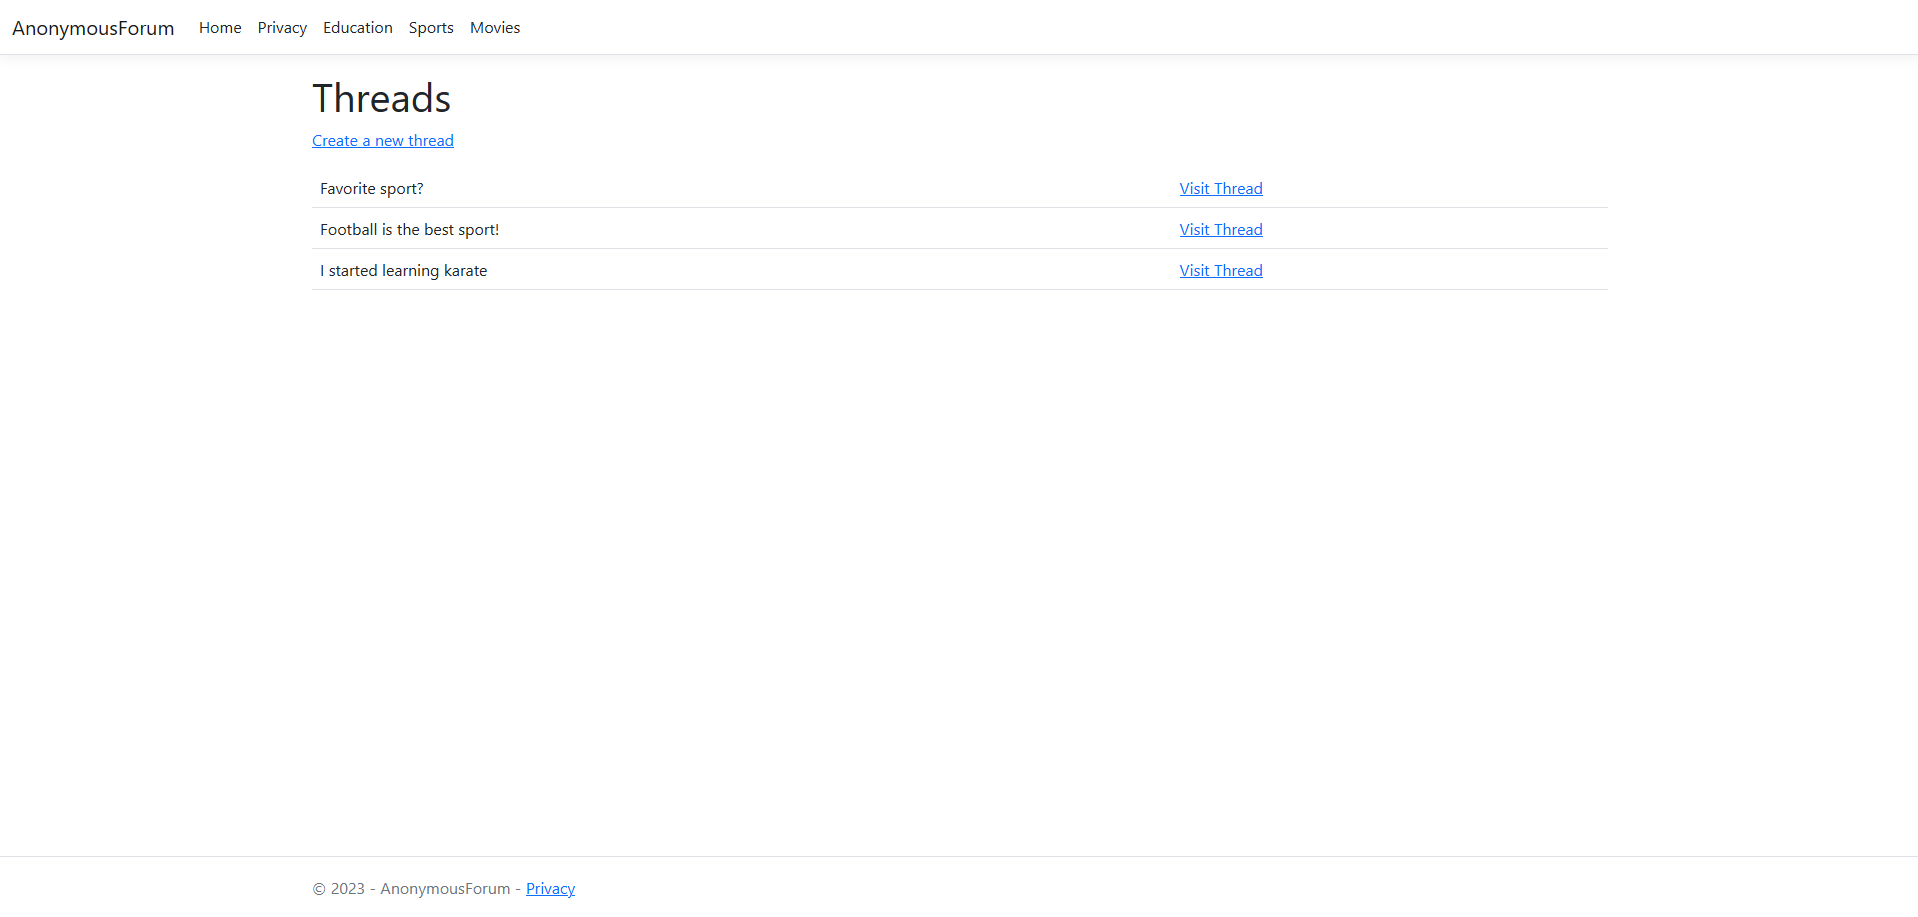 AnonymousForum Home Privacy Education Sports Movies
Threads
Create a new thread
Favorite sport? Visit Thread
Football is the best sport! Visit Thread
I started learning karate Visit Thread
© 2023 - AnonymousForum - Privacy